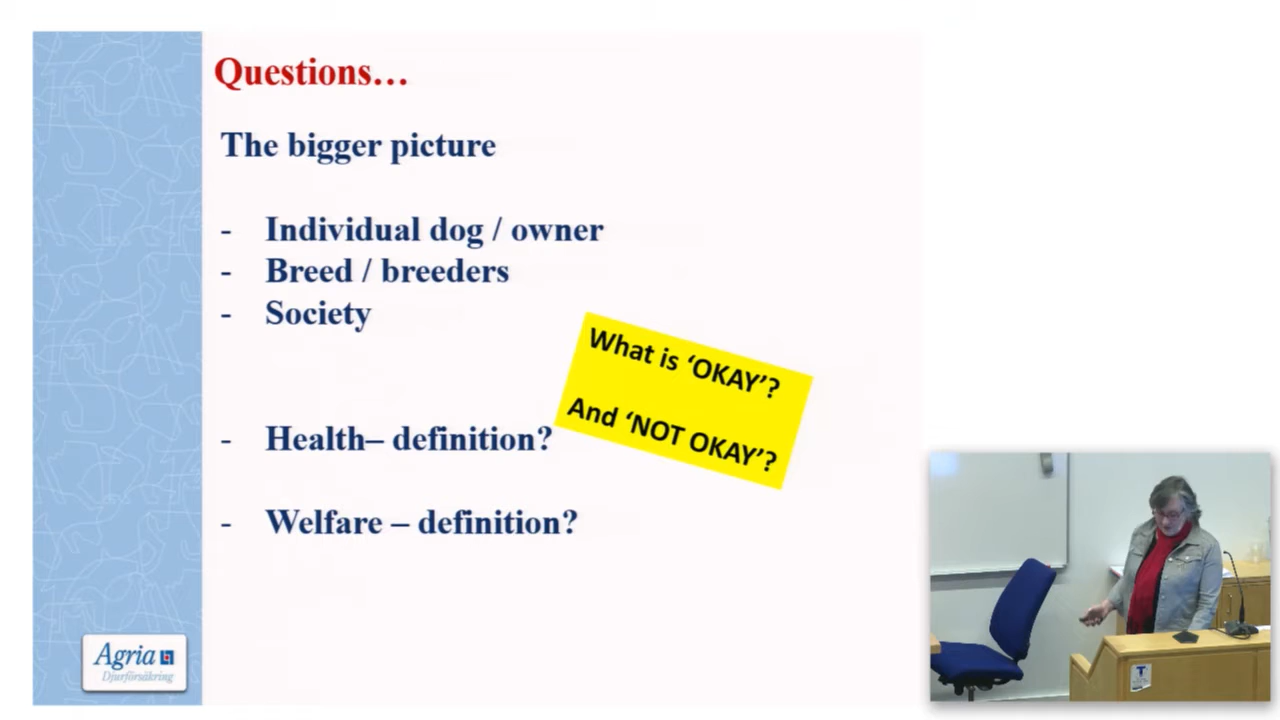 Questions…
The bigger picture
- Individual dog / owner
- Breed / breeders
- Society
What is ‘OKAY’?
And ‘NOT OKAY’?
- Health– definition?
- Welfare – definition?
Agria
Djurförsäkring
T